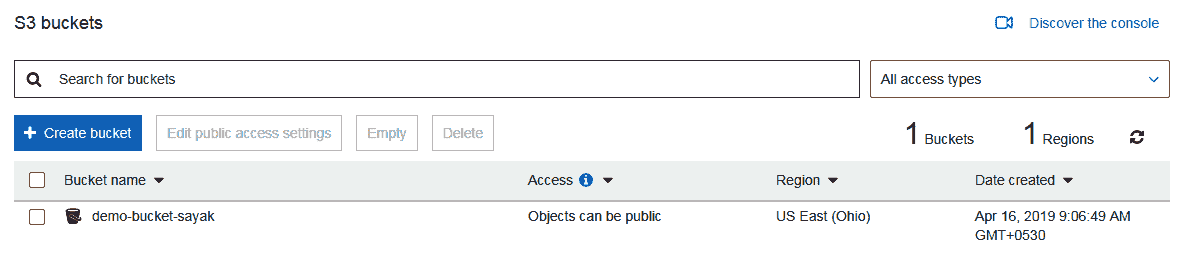 S3 buckets
Discover the console
Search for buckets
All access types
+ Create bucket
Edit public access settings
Empty
Delete
1 Buckets
1 Regions
Bucket name
Access
Region
Date created
demo-bucket-sayak
Objects can be public
US East (Ohio)
Apr 16, 2019 9:06:49 AM
GMT+0530